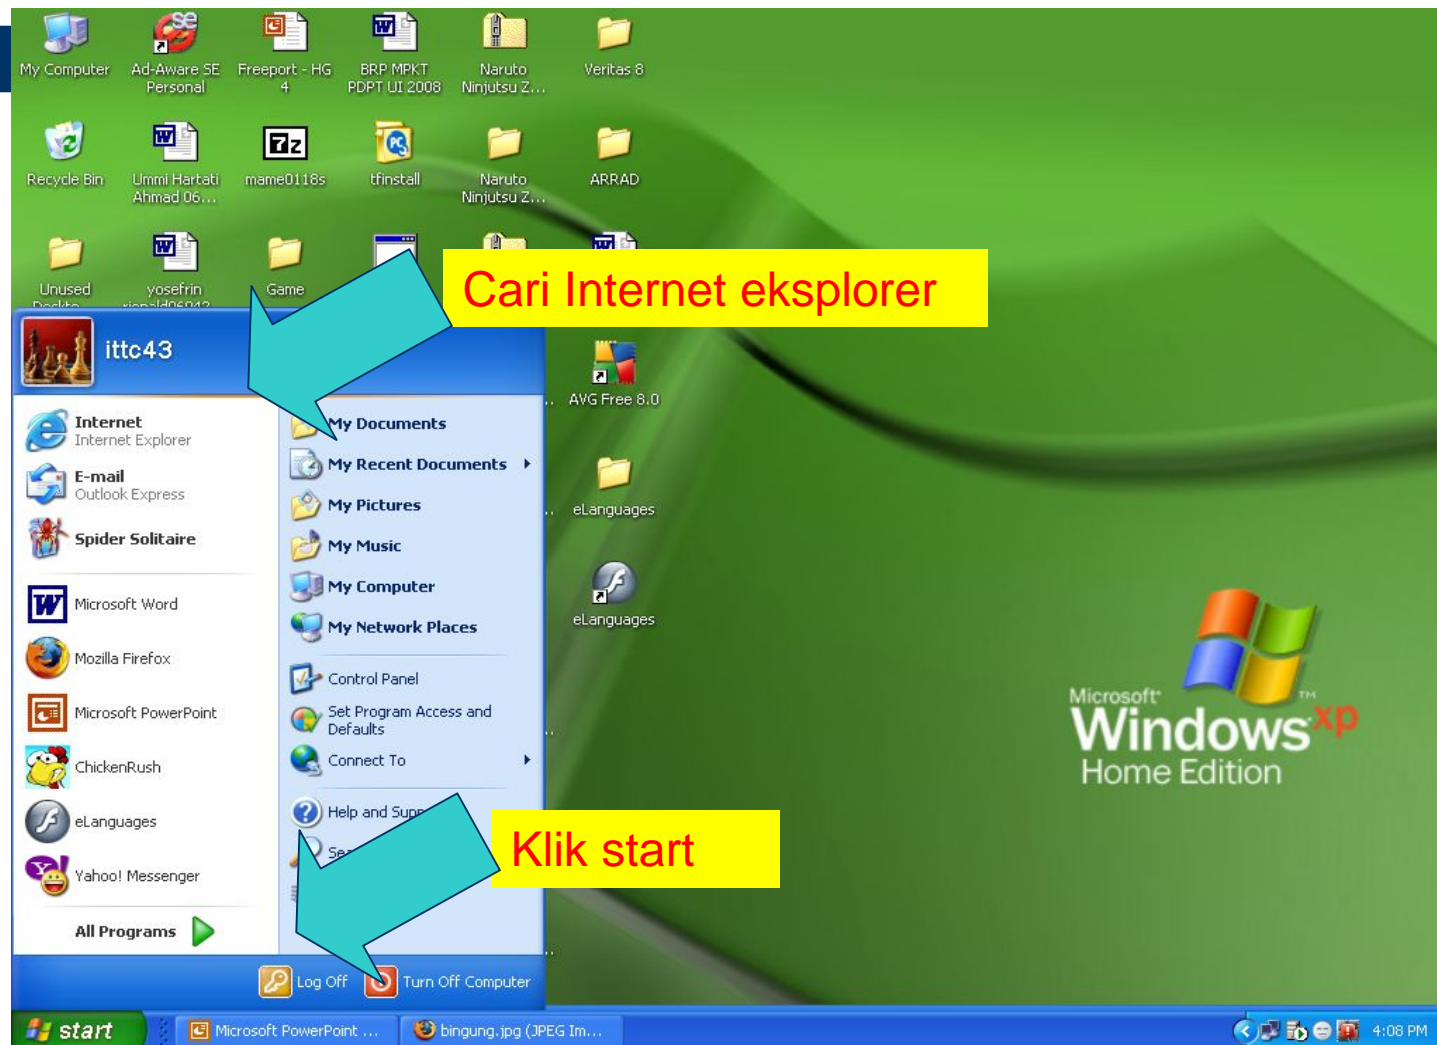 My Computer
Ad-Aware SE
Personal
Freeport - HG
4
BRP MPKT
PDPT UI 2008
Naruto
Ninjutsu Z...
Veritas 8
Recycle Bin
Ummi Hartati
Ahmad 06...
mame0118s
tfinstall
Naruto
Ninjutsu Z...
ARRAD
Unused
yosefrin
Game
Cari Internet eksplorer
ittc43
AVG Free 8.0
eLanguages
eLanguages
Internet
Internet Explorer
E-mail
Outlook Express
Spider Solitaire
Microsoft Word
Mozilla Firefox
Microsoft PowerPoint
ChickenRush
eLanguages
Yahoo! Messenger
All Programs
My Documents
My Recent Documents
My Pictures
My Music
My Computer
My Network Places
Control Panel
Set Program Access and
Defaults
Connect To
Help and
Klik start
Log Off
Turn Off Computer
Microsoft
Windows xp
Home Edition
start
Microsoft PowerPoint ...
bingung.jpg (JPEG Im...
4:08 PM